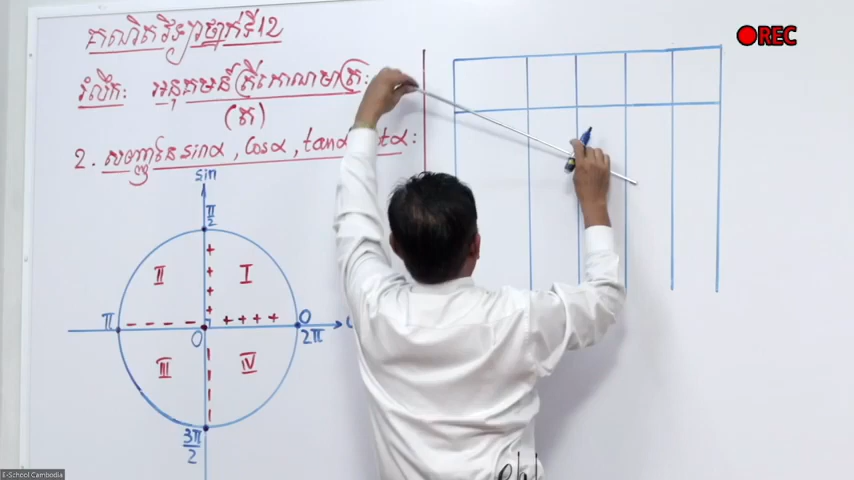 គណិតវិទ្យាថ្នាក់ទី12
រំលឹក: អនុគមន៍ត្រីកោណមាត្រ:
(ត)
2. សញ្ញានៃ sinα, cosα, tanα, cotα:
sin
π/2
II I
+ + + +
π - - - - - + + + + 0
0 2π
III IV
3π/2
REC
E-School Cambodia